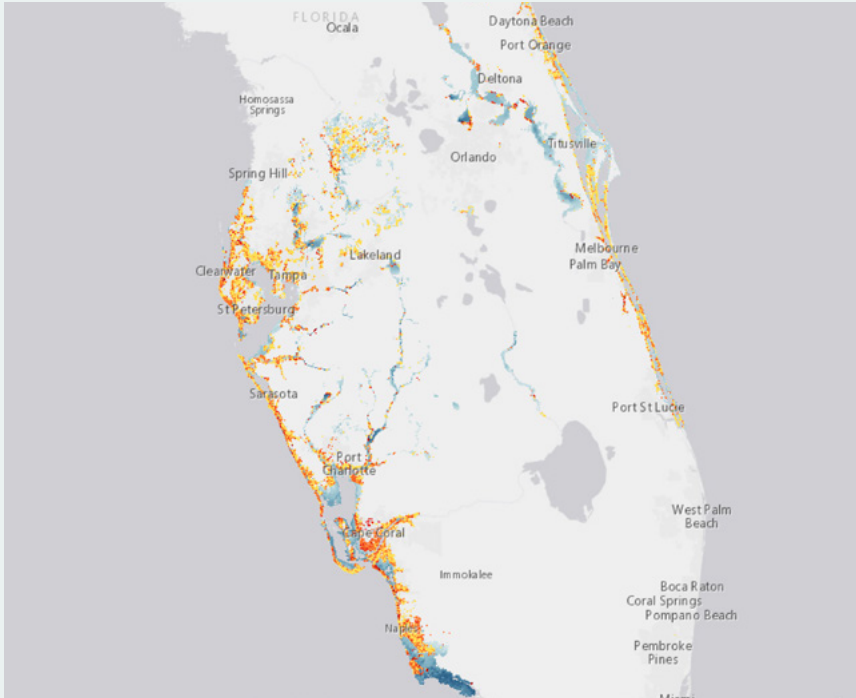 Daytona Beach
FLORIDA
Ocala
Port Orange
Deltona
Homosassa
Springs
Titusville
Orlando
Spring Hill
Melbourne
Lakeland
Palm Bay
Clearwater
Tampa
St Petersburg
Sarasota
Port St Lucie
Port
Charlotte
West Palm
Beach
Cape Coral
Immokalee
Boca Raton
Coral Springs
Pompano Beach
Naples
Pembroke
Pines